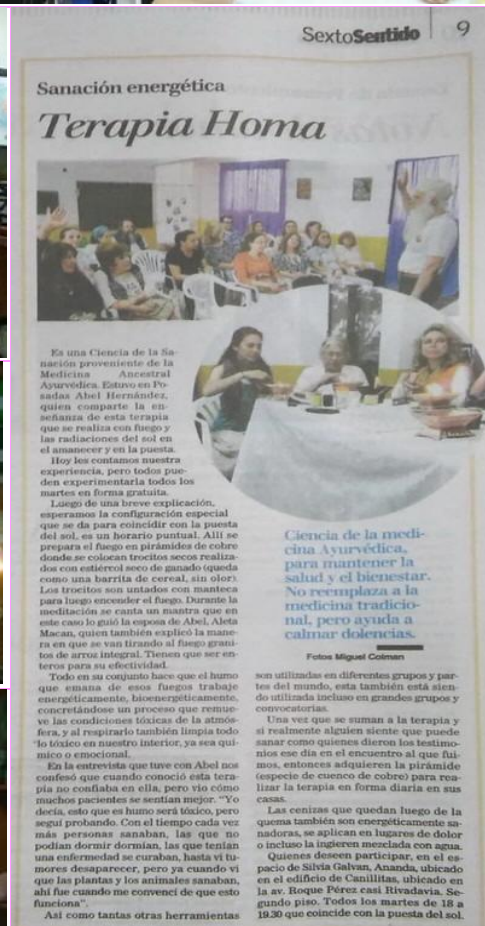 SextoSentido 9
Sanación energética
Terapia Homa
Es una Ciencia de la Sa-
nación proveniente de la
Medicina Ancestral
Ayurvédica. Estuvo en Po-
sadas Abel Hernández,
quien comparte la en-
señanza de esta terapia
que se realiza con fuego y
las radiaciones del sol en
el amanecer y en la puesta.
Hoy les contamos nuestra
experiencia, pero todos pue-
den experimentarla todos los
martes en forma gratuita.
Luego de una breve explicación,
esperamos la configuración especial
que se da para coincidir con la puesta
del sol, es un horario puntual. Allí se
prepara el fuego en pirámides de cobre
donde se colocan trocitos secos realiza-
dos con estiércol seco de ganado (queda
como una barrita de cereal, sin olor).
Los trocitos son untados con manteca
para luego encender el fuego. Durante la
meditación se canta un mantra que en
este caso lo guió la esposa de Abel, Aleta
Macan, quien también explicó la mane-
ra en que se van tirando al fuego grani-
tos de arroz integral. Tienen que ser en-
teros para su efectividad.
Todo en su conjunto hace que el humo
que emana de esos fuegos trabaje
energéticamente, bioenergéticamente,
concretándose un proceso que remue-
ve las condiciones tóxicas de la atmós-
fera, y al respirarlo también limpia todo
lo tóxico en nuestro interior, ya sea quí-
mico o emocional.
En la entrevista que tuve con Abel nos
confesó que cuando conoció esta tera-
pia no confiaba en ella, pero vio cómo
muchos pacientes se sentían mejor. “Yo
decía, esto que es humo será tóxico, pero
seguí probando. Con el tiempo cada vez
más personas sanaban, las que no
podían dormir dormían, las que tenían
una enfermedad se curaban, hasta vi tu-
mores desaparecer, pero ya cuando vi
que las plantas y los animales sanaban,
ahí fue cuando me convencí de que esto
funciona”.
Así como tantas otras herramientas
Ciencia de la medi-
cina Ayurvédica,
para mantener la
salud y el bienestar.
No reemplaza a la
medicina tradicio-
nal, pero ayuda a
calmar dolencias.
Fotos Miguel Colman
son utilizadas en diferentes grupos y par-
tes del mundo, esta también está sien-
do utilizada incluso en grandes grupos y
convocatorias.
Una vez que se suman a la terapia y
si realmente alguien siente que puede
sanar como quienes dieron los testimo-
nios ese día en el encuentro al que fui-
mos, entonces adquieren la pirámide
(especie de cuenco de cobre) para rea-
lizar la terapia en forma diaria en sus
casas.
Las cenizas que quedan luego de la
quema también son energéticamente sa-
nadoras, se aplican en lugares de dolor
o incluso la ingieren mezclada con agua.
Quienes deseen participar, en el es-
pacio de Silvia Galvan, Ananda, ubicado
en el edificio de Canillitas, ubicado en
la av. Roque Pérez casi Rivadavia. Se-
gundo piso. Todos los martes de 18 a
19.30 que coincide con la puesta del sol.